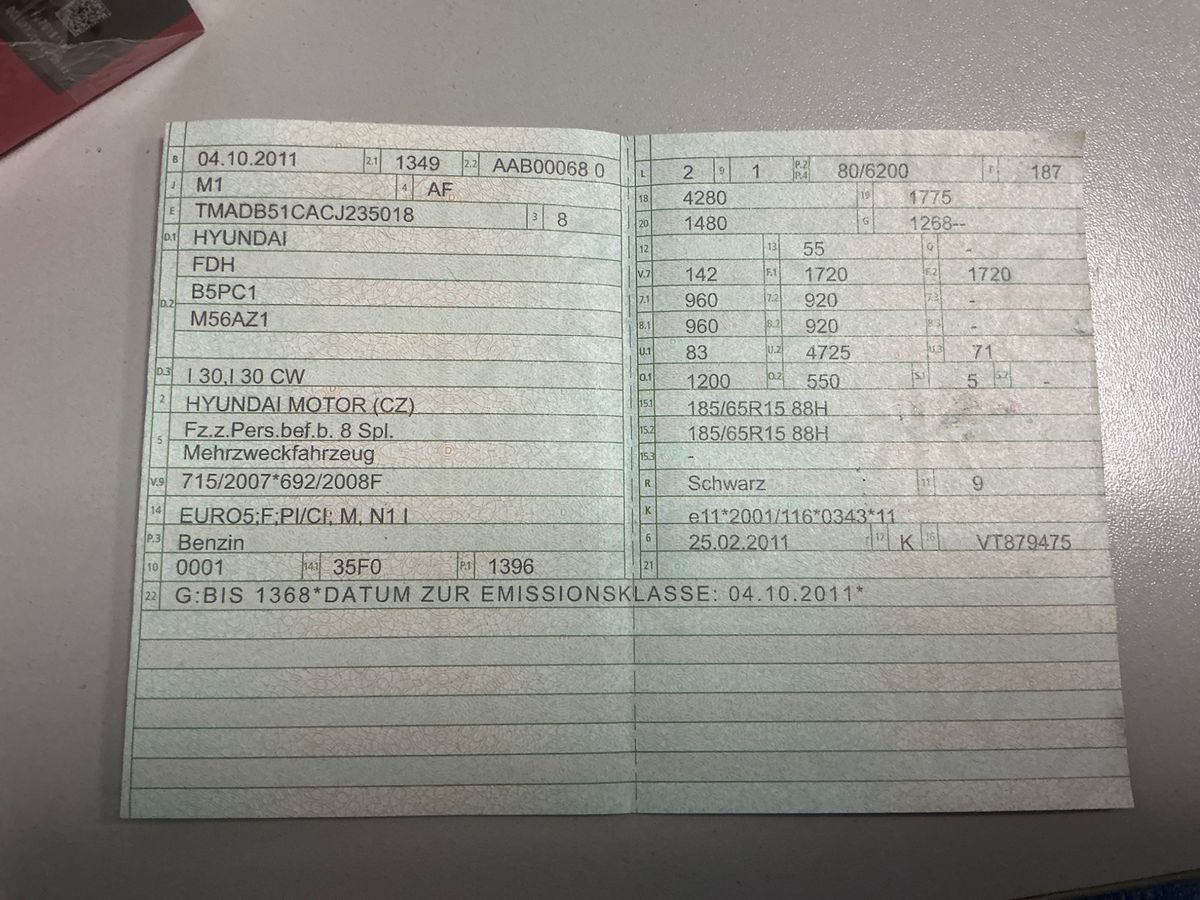 B 04.10.2011 2.1 1349 2.2 AAB00068 0
J M1 4 AF
E TMADB51CACJ235018 3 8
D.1 HYUNDAI
FDH
D.2 B5PC1
M56AZ1
D.3 I 30,I 30 CW
2 HYUNDAI MOTOR (CZ)
5 Fz.z.Pers.bef.b. 8 Spl.
Mehrzweckfahrzeug
V.9 715/2007*692/2008F
14 EURO5;F;PI/CI; M, N1 I
P.3 Benzin
10 0001 14.1 35F0 P.1 1396
L 2 9 1 P.2 P.4 80/6200 T 187
18 4280 19 1775
20 1480 G 1268--
12 13 55 Q -
V.7 142 F.1 1720 F.2 1720
7.1 960 7.2 920 7.3 -
8.1 960 8.2 920 8.3 -
U.1 83 U.2 4725 U.3 71
O.1 1200 O.2 550 S.1 5 S.2 -
15.1 185/65R15 88H
15.2 185/65R15 88H
15.3 -
R Schwarz 11 9
K e11*2001/116*0343*11
6 25.02.2011 17 K 16 VT879475
21
22 G:BIS 1368*DATUM ZUR EMISSIONSKLASSE: 04.10.2011*